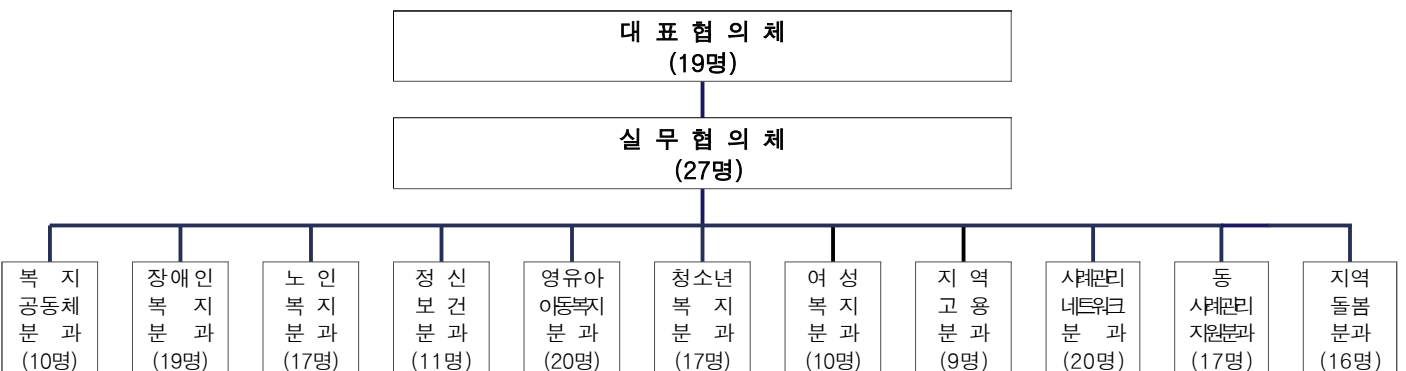 대 표 협 의 체
(19명)
실 무 협 의 체
(27명)
복 지
공동체
분 과
(10명)
장애인
복 지
분 과
(19명)
노 인
복 지
분 과
(17명)
정 신
보 건
분 과
(11명)
영유아
아동복지
분 과
(20명)
청소년
복 지
분 과
(17명)
여 성
복 지
분 과
(10명)
지 역
고 용
분 과
(9명)
사례관리
네트워크
분 과
(20명)
동
사례관리
지원분과
(17명)
지역
돌봄
분과
(16명)